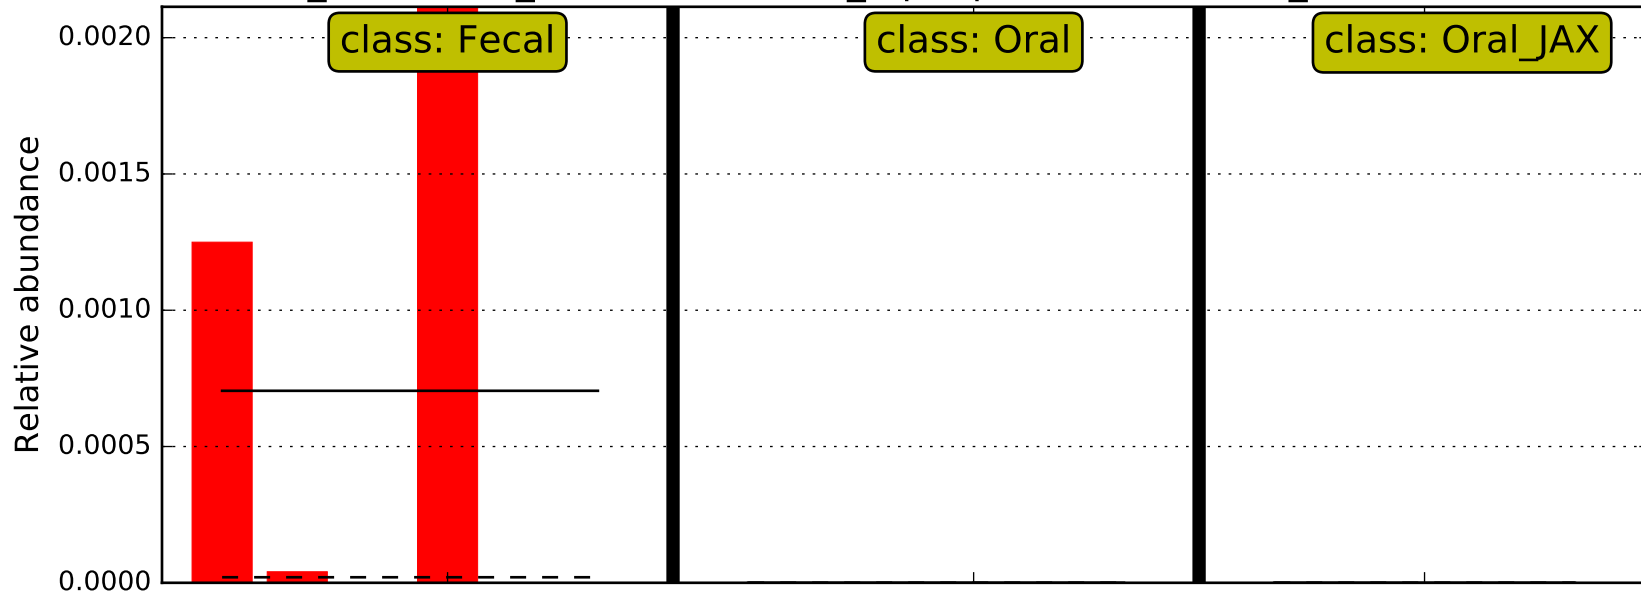 class: Fecal
class: Oral
class: Oral_JAX
Relative abundance
0.0020
0.0015
0.0010
0.0005
0.0000